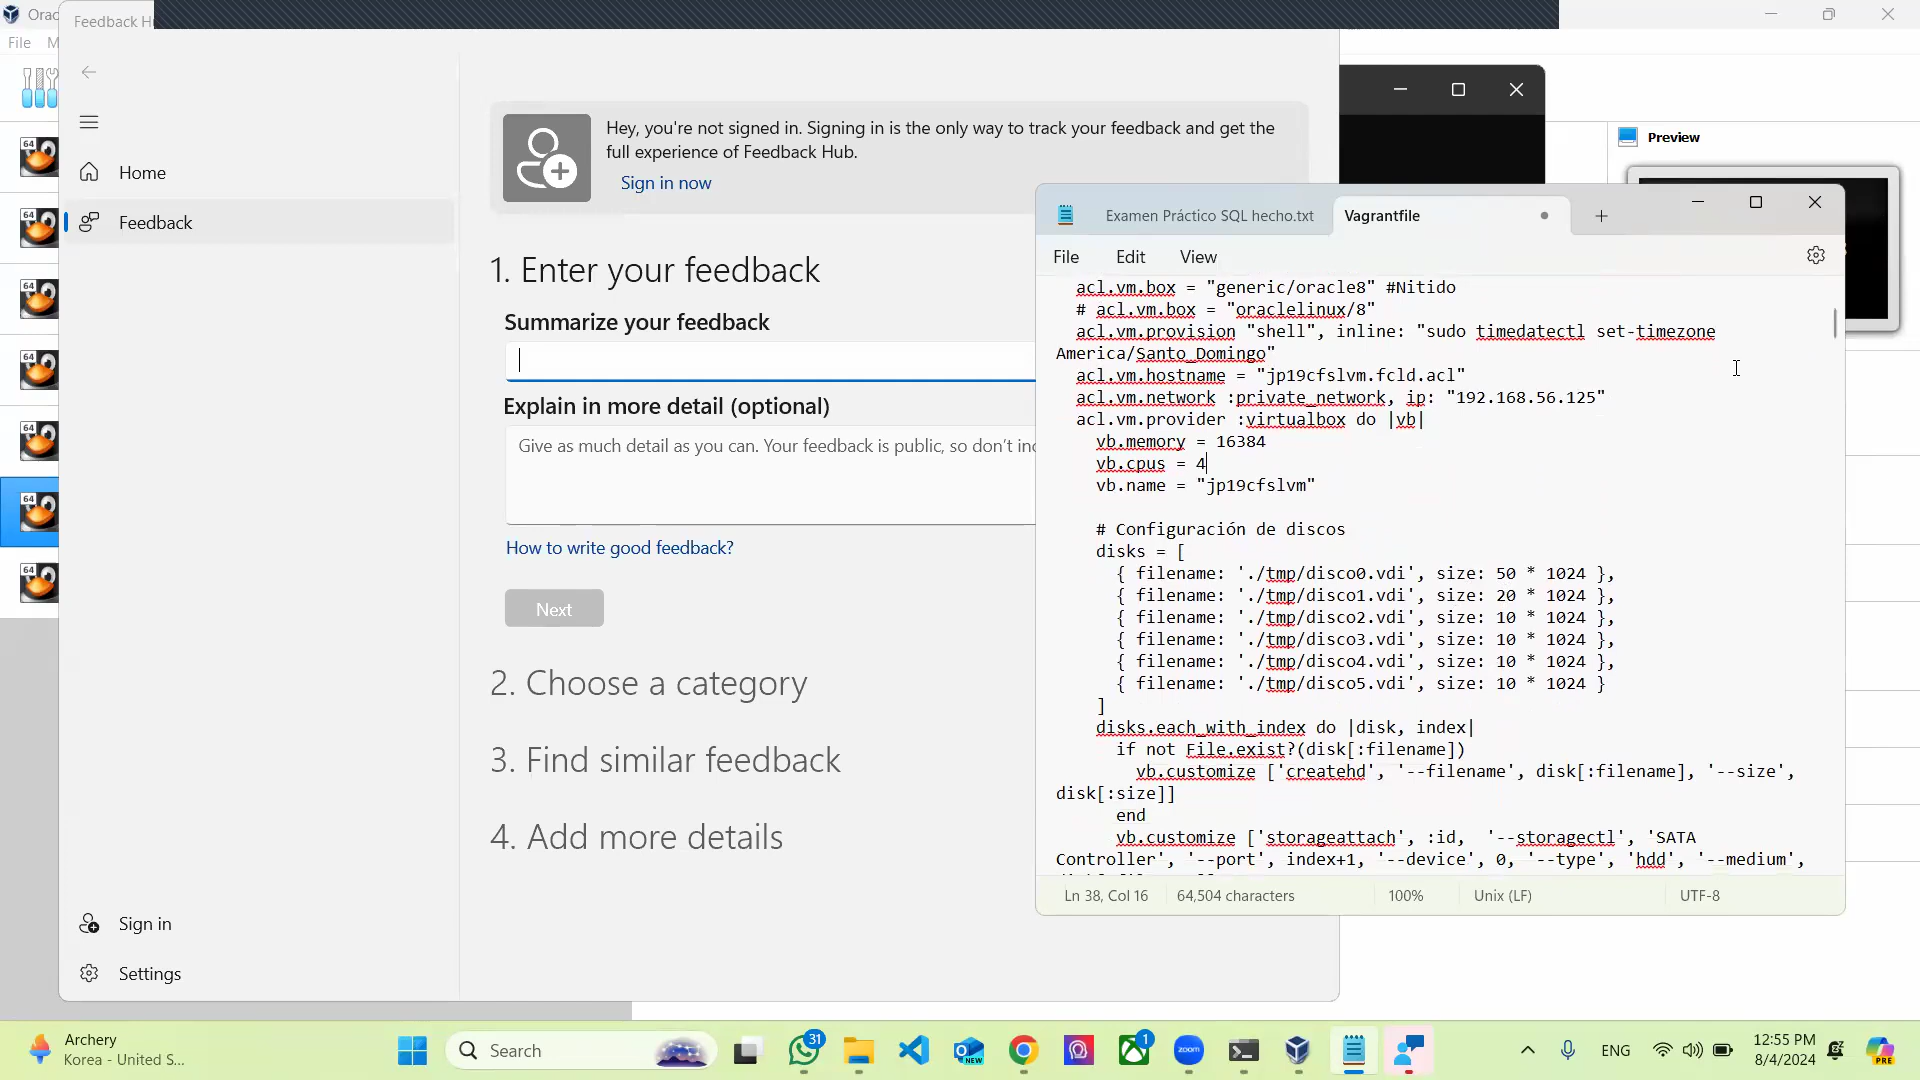 Orac
File M
64
64
64
64
64
64
64
Feedback Hu
Home
Feedback
Sign in
Settings
Hey, you're not signed in. Signing in is the only way to track your feedback and get the
full experience of Feedback Hub.
Sign in now
1. Enter your feedback
Summarize your feedback
Explain in more detail (optional)
Give as much detail as you can. Your feedback is public, so don't inc
How to write good feedback?
Next
2. Choose a category
3. Find similar feedback
4. Add more details
Preview
Examen Práctico SQL hecho.txt
Vagrantfile
File Edit View
acl.vm.box = "generic/oracle8" #Nitido
# acl.vm.box = "oraclelinux/8"
acl.vm.provision "shell", inline: "sudo timedatectl set-timezone
America/Santo_Domingo"
acl.vm.hostname = "jp19cfslvm.fcld.acl"
acl.vm.network :private_network, ip: "192.168.56.125"
acl.vm.provider :virtualbox do |vb|
vb.memory = 16384
vb.cpus = 4
vb.name = "jp19cfslvm"
# Configuración de discos
disks = [
{ filename: './tmp/disco0.vdi', size: 50 * 1024 },
{ filename: './tmp/disco1.vdi', size: 20 * 1024 },
{ filename: './tmp/disco2.vdi', size: 10 * 1024 },
{ filename: './tmp/disco3.vdi', size: 10 * 1024 },
{ filename: './tmp/disco4.vdi', size: 10 * 1024 },
{ filename: './tmp/disco5.vdi', size: 10 * 1024 }
]
disks.each_with_index do |disk, index|
if not File.exist?(disk[:filename])
vb.customize ['createhd', '--filename', disk[:filename], '--size',
disk[:size]]
end
vb.customize ['storageattach', :id, '--storagectl', 'SATA
Controller', '--port', index+1, '--device', 0, '--type', 'hdd', '--medium',
Ln 38, Col 16 64,504 characters 100% Unix (LF) UTF-8
Archery
Korea - United S...
Search
31
NEW
1
zoom
ENG
12:55 PM
8/4/2024
PRE